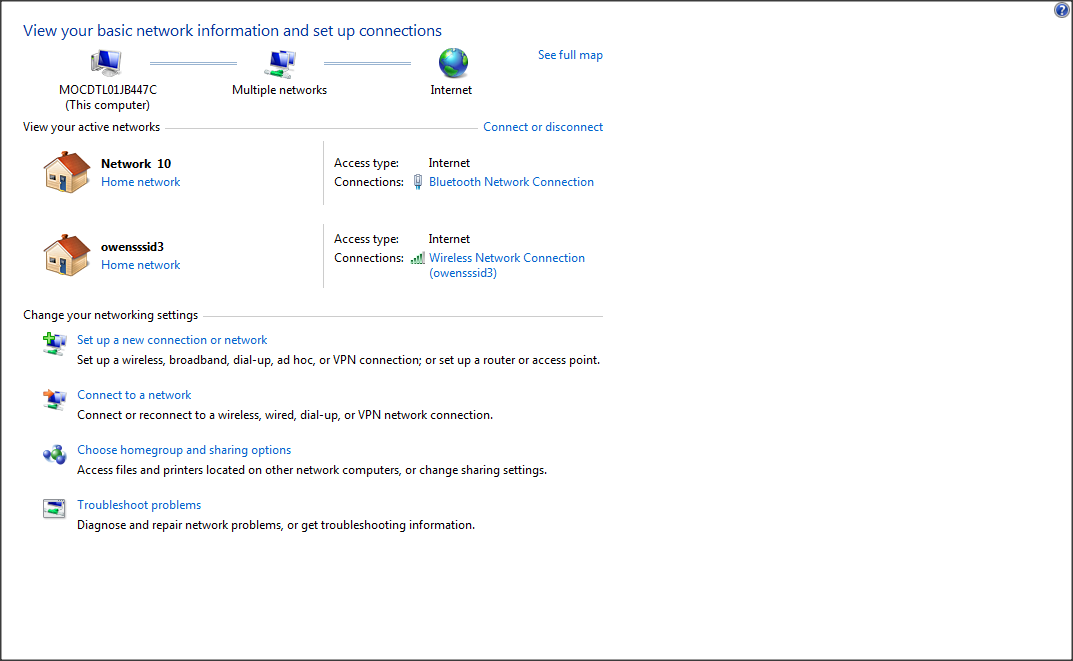 View your basic network information and set up connections
See full map
MOCDTL01JB447C
(This computer)
Multiple networks
Internet
View your active networks
Connect or disconnect
Network 10
Home network
Access type: Internet
Connections: Bluetooth Network Connection
owensssid3
Home network
Access type: Internet
Connections: Wireless Network Connection
(owensssid3)
Change your networking settings
Set up a new connection or network
Set up a wireless, broadband, dial-up, ad hoc, or VPN connection; or set up a router or access point.
Connect to a network
Connect or reconnect to a wireless, wired, dial-up, or VPN network connection.
Choose homegroup and sharing options
Access files and printers located on other network computers, or change sharing settings.
Troubleshoot problems
Diagnose and repair network problems, or get troubleshooting information.